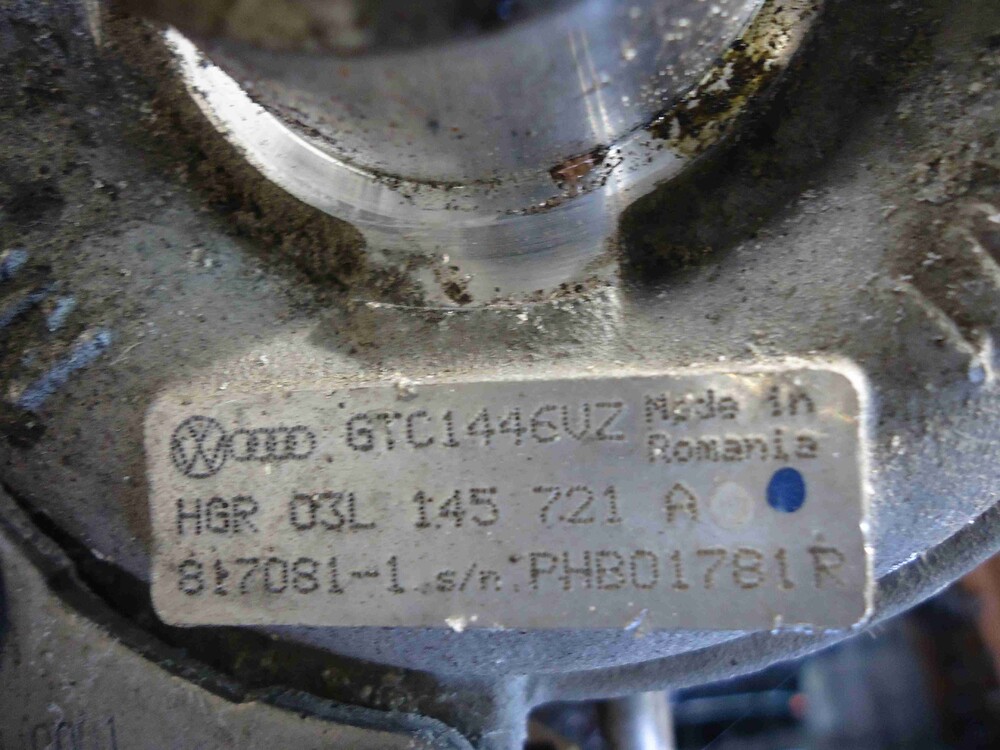 GTC1446VZ Made in
Romania
HGR 03L 145 721 A
817081-1 s/n: PHB01781R